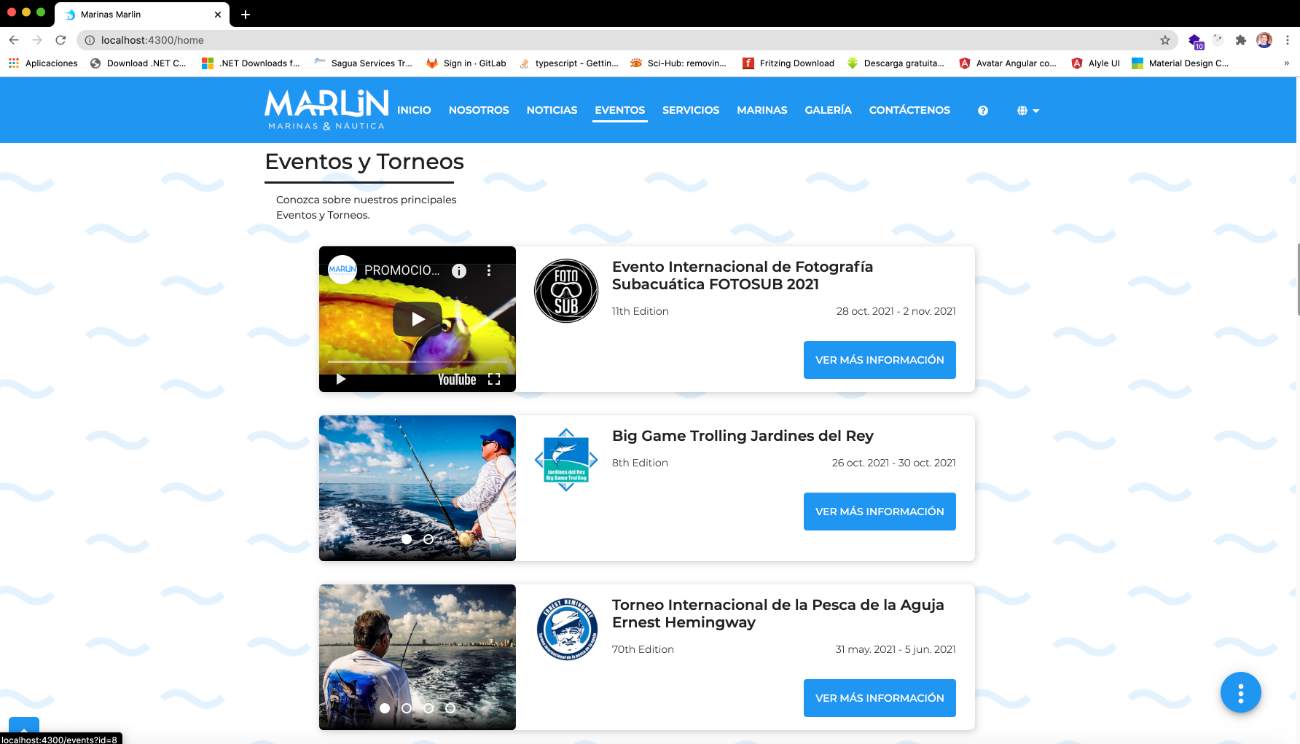 Marinas Marlin
localhost:4300/home
10
Aplicaciones
Download .NET C...
.NET Downloads f...
Sagua Services Tr...
Sign in · GitLab
typescript - Gettin...
Sci-Hub: removin...
Fritzing Download
Descarga gratuita...
Avatar Angular co...
Alyle UI
Material Design C...
»
MARLIN
MARINAS & NÁUTICA
INICIO
NOSOTROS
NOTICIAS
EVENTOS
SERVICIOS
MARINAS
GALERÍA
CONTÁCTENOS
Eventos y Torneos
Conozca sobre nuestros principales
Eventos y Torneos.
MARLIN
PROMOCIO...
YouTube
FOTO
SUB
Evento Internacional de Fotografía
Subacuática FOTOSUB 2021
11th Edition
28 oct. 2021 - 2 nov. 2021
VER MÁS INFORMACIÓN
Jardines del Rey
Big Game Trolling
Big Game Trolling Jardines del Rey
8th Edition
26 oct. 2021 - 30 oct. 2021
VER MÁS INFORMACIÓN
ERNEST HEMINGWAY
Torneo Internacional de la Pesca de la Aguja
Ernest Hemingway
70th Edition
31 may. 2021 - 5 jun. 2021
VER MÁS INFORMACIÓN
localhost:4300/events?id=8